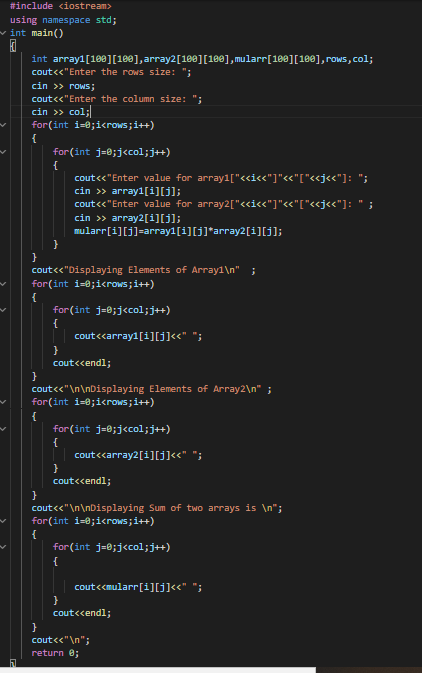 #include <iostream>
using namespace std;
int main()
{
    int array1[100][100],array2[100][100],mularr[100][100],rows,col;
    cout<<"Enter the rows size: ";
    cin >> rows;
    cout<<"Enter the column size: ";
    cin >> col;
    for(int i=0;i<rows;i++)
    {
        for(int j=0;j<col;j++)
        {
            cout<<"Enter value for array1["<<i<<"]"<<"["<<j<<"]: ";
            cin >> array1[i][j];
            cout<<"Enter value for array2["<<i<<"]"<<"["<<j<<"]: " ;
            cin >> array2[i][j];
            mularr[i][j]=array1[i][j]*array2[i][j];
        }
    }
    cout<<"Displaying Elements of Array1\n"  ;
    for(int i=0;i<rows;i++)
    {
        for(int j=0;j<col;j++)
        {
            cout<<array1[i][j]<<" ";
        }
        cout<<endl;
    }
    cout<<"\n\nDisplaying Elements of Array2\n" ;
    for(int i=0;i<rows;i++)
    {
        for(int j=0;j<col;j++)
        {
            cout<<array2[i][j]<<" ";
        }
        cout<<endl;
    }
    cout<<"\n\nDisplaying Sum of two arrays is \n";
    for(int i=0;i<rows;i++)
    {
        for(int j=0;j<col;j++)
        {

            cout<<mularr[i][j]<<" ";
        }
        cout<<endl;
    }
    cout<<"\n";
    return 0;
}